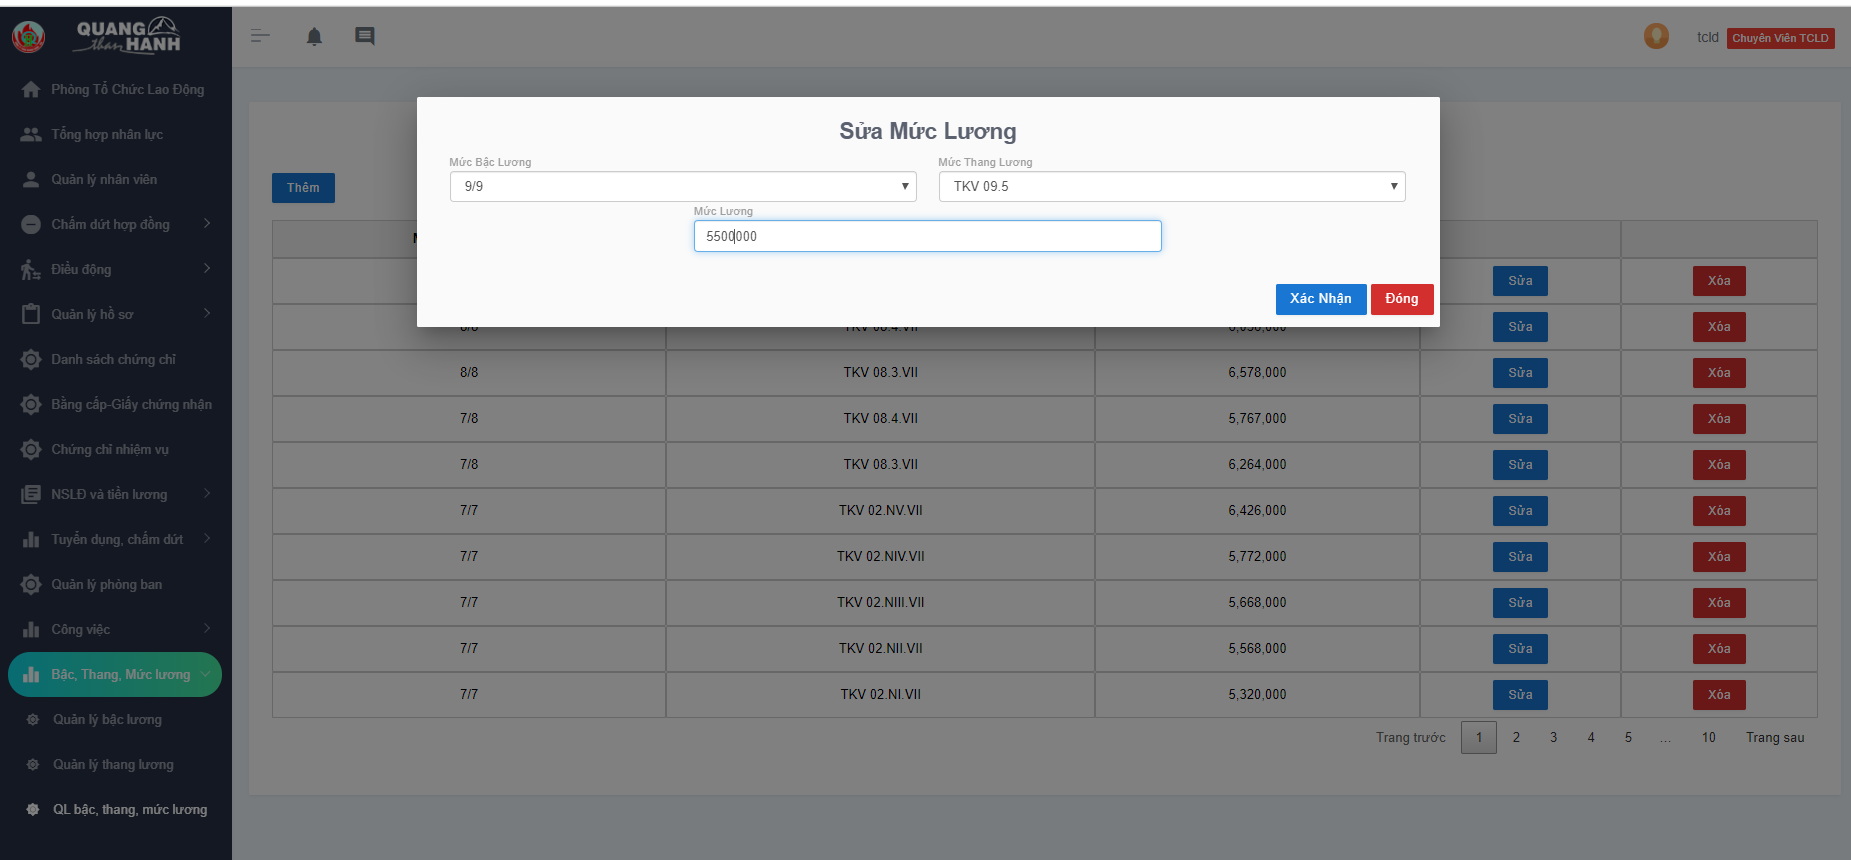 QUANG
than HANH
tcld
Chuyên Viên TCLD
Phòng Tổ Chức Lao Động
Tổng hợp nhân lực
Quản lý nhân viên
Chấm dứt hợp đồng
Điều động
Quản lý hồ sơ
Danh sách chứng chỉ
Bằng cấp-Giấy chứng nhận
Chứng chỉ nhiệm vụ
NSLĐ và tiền lương
Tuyển dụng, chấm dứt
Quản lý phòng ban
Công việc
Bậc, Thang, Mức lương
Quản lý bậc lương
Quản lý thang lương
QL bậc, thang, mức lương
Sửa Mức Lương
Mức Bậc Lương
Mức Thang Lương
9/9
TKV 09.5
Mức Lương
5500000
Xác Nhận Đóng
Thêm
Sửa Xóa
Sửa Xóa
8/8 TKV 08.3.VII 6,578,000 Sửa Xóa
7/8 TKV 08.4.VII 5,767,000 Sửa Xóa
7/8 TKV 08.3.VII 6,264,000 Sửa Xóa
7/7 TKV 02.NV.VII 6,426,000 Sửa Xóa
7/7 TKV 02.NIV.VII 5,772,000 Sửa Xóa
7/7 TKV 02.NIII.VII 5,668,000 Sửa Xóa
7/7 TKV 02.NII.VII 5,568,000 Sửa Xóa
7/7 TKV 02.NI.VII 5,320,000 Sửa Xóa
Trang trước 1 2 3 4 5 ... 10 Trang sau